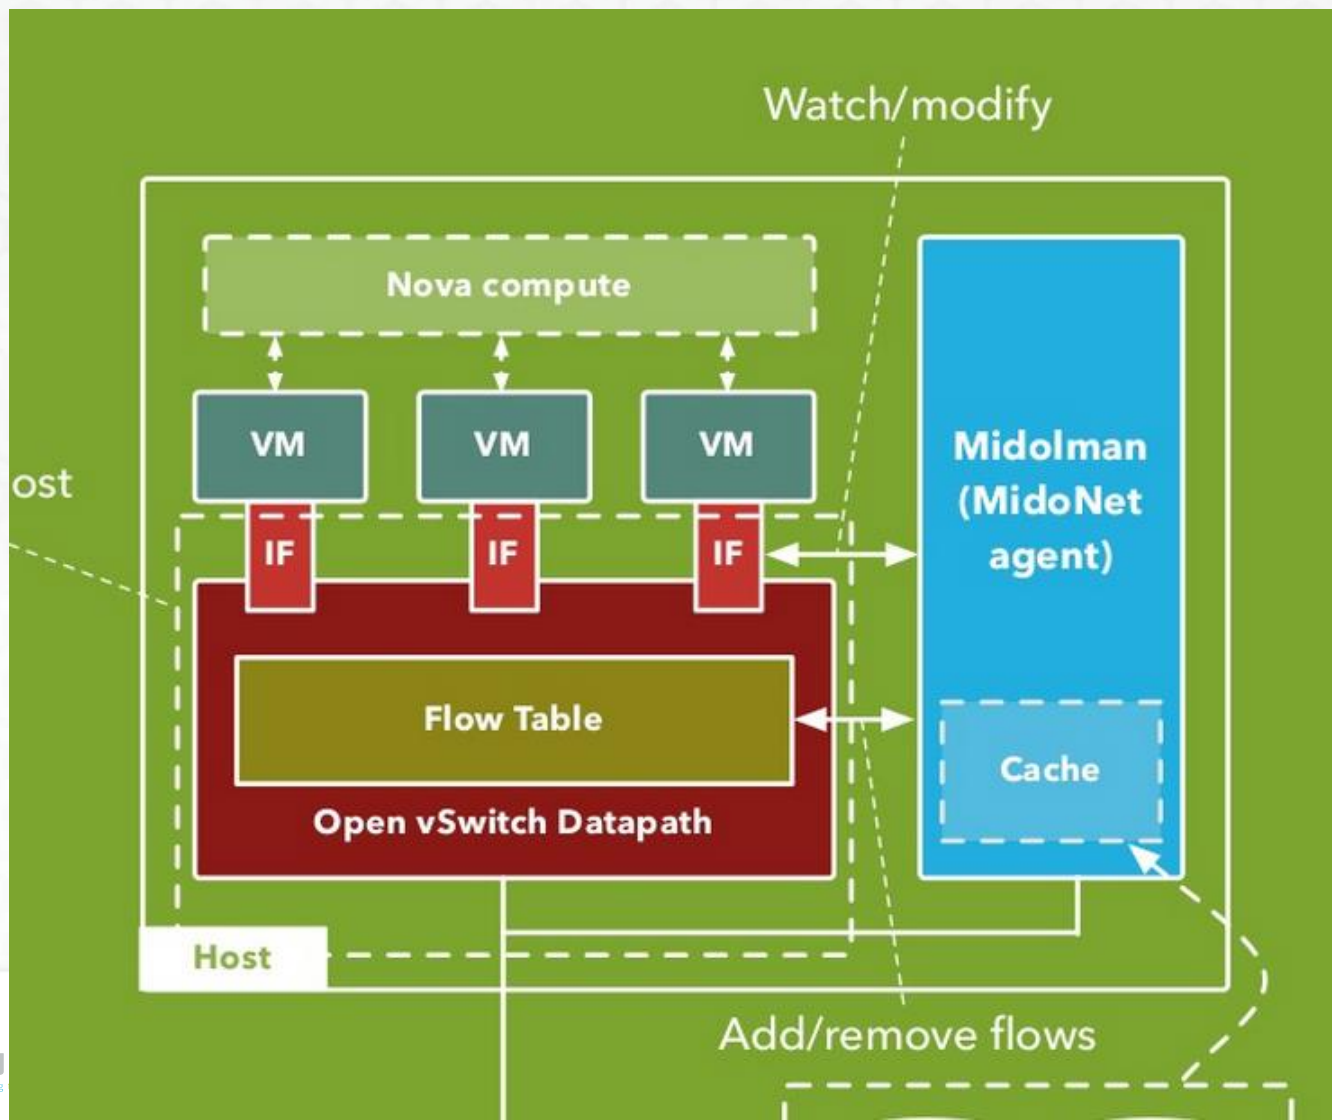 Watch/modify
Nova compute
VM
VM
VM
ost
Midolman
(MidoNet
agent)
IF
IF
IF
Flow Table
Cache
Open vSwitch Datapath
Host
Add/remove flows